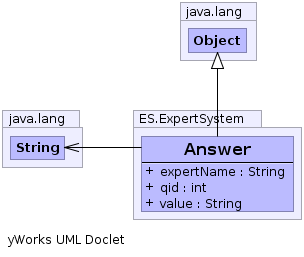 java.lang
Object
java.lang
String
ES.ExpertSystem
Answer
+ expertName : String
+ qid : int
+ value : String
yWorks UML Doclet